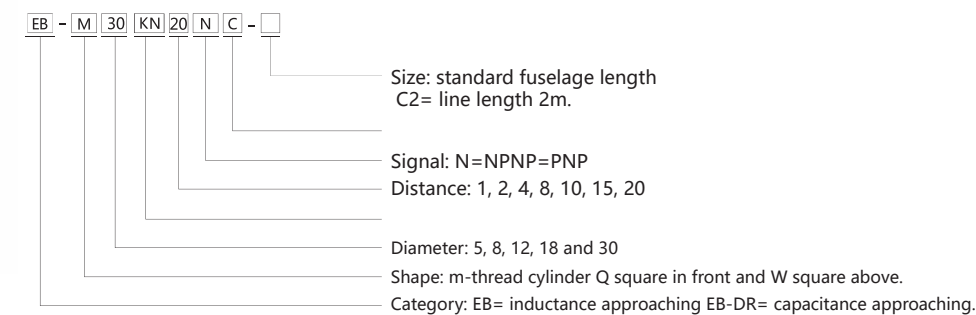 EB - M 30 KN 20 N C -
Size: standard fuselage length
C2= line length 2m.
Signal: N=NPNP=PNP
Distance: 1, 2, 4, 8, 10, 15, 20
Diameter: 5, 8, 12, 18 and 30
Shape: m-thread cylinder Q square in front and W square above.
Category: EB= inductance approaching EB-DR= capacitance approaching.